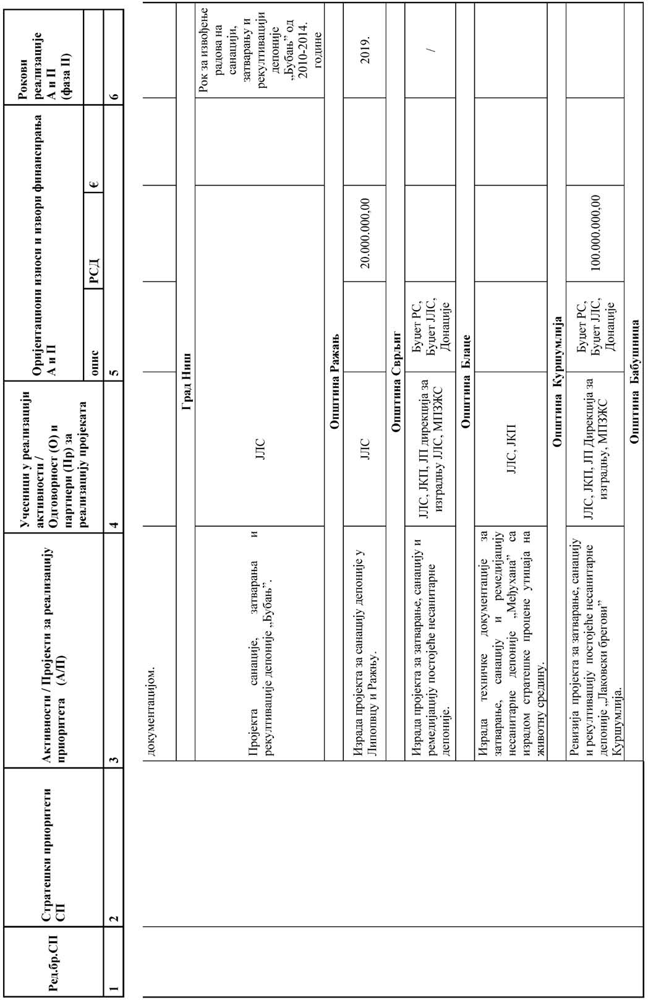 Ред.бр.СП
Стратешки приоритети
СП
Активности / Пројекти за реализацију
приоритета (А/П)
Учесници у реализацији
активности /
Одговорност (О) и
партнери (Пр) за
реализацију пројеката
Оријентациони износи и извори финансирања
А и П
опис
РСД
€
Рокови
реализације
А и П
(фаза II)
1
2
3
4
5
6
документацијом.
Град Ниш
Пројекта санације, затварања и
рекултивације депоније „Бубањ”.
ЈЛС
Рок за извођење
радова на
санацији,
затварању и
рекултивацији
депоније
„Бубањ” од
2010-2014.
године
Општина Ражањ
Израда пројекта за санацију депоније у
Липопвцу и Ражњу.
ЈЛС
20.000.000,00
2019.
Општина Сврљиг
Израда пројекта за затварање, санацију и
ремедијацију постојеће несанитарне
депоније.
ЈЛС, ЈКП, ЈП дирекција за
изградњу ЈЛС, МПЗЖС
Буџет РС,
Буџет ЈЛС,
Донације
/
Општина Блаце
Израда техничке документације за
затварање, санацију и ремедијацију
несанитарне депоније „Међухана” са
израдом стратешке процене утицаја на
животну средину.
ЈЛС, ЈКП
Општина Куршумлија
Ревизија пројекта за затварање, санацију
и рекултивацију постојеће несанитарне
депоније „Лаковски брегови”
Куршумлија.
ЈЛС, ЈКП, ЈП Дирекција за
изградњу, МПЗЖС
Буџет РС,
Буџет ЈЛС,
Донације
100.000.000,00
Општина Бабушница